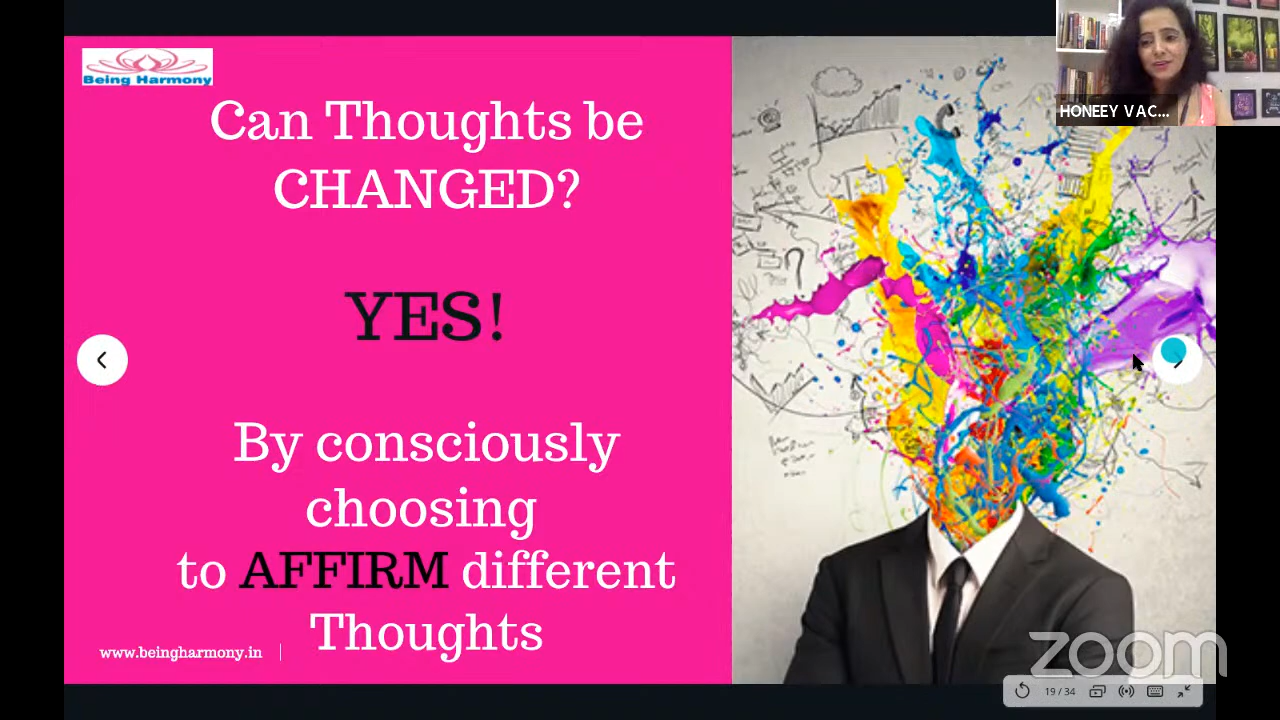 Being Harmony
Can Thoughts be
CHANGED?
YES!
By consciously
choosing
to AFFIRM different
Thoughts
www.beingharmony.in
HONEEY VAC...
?
zoom
19 / 34